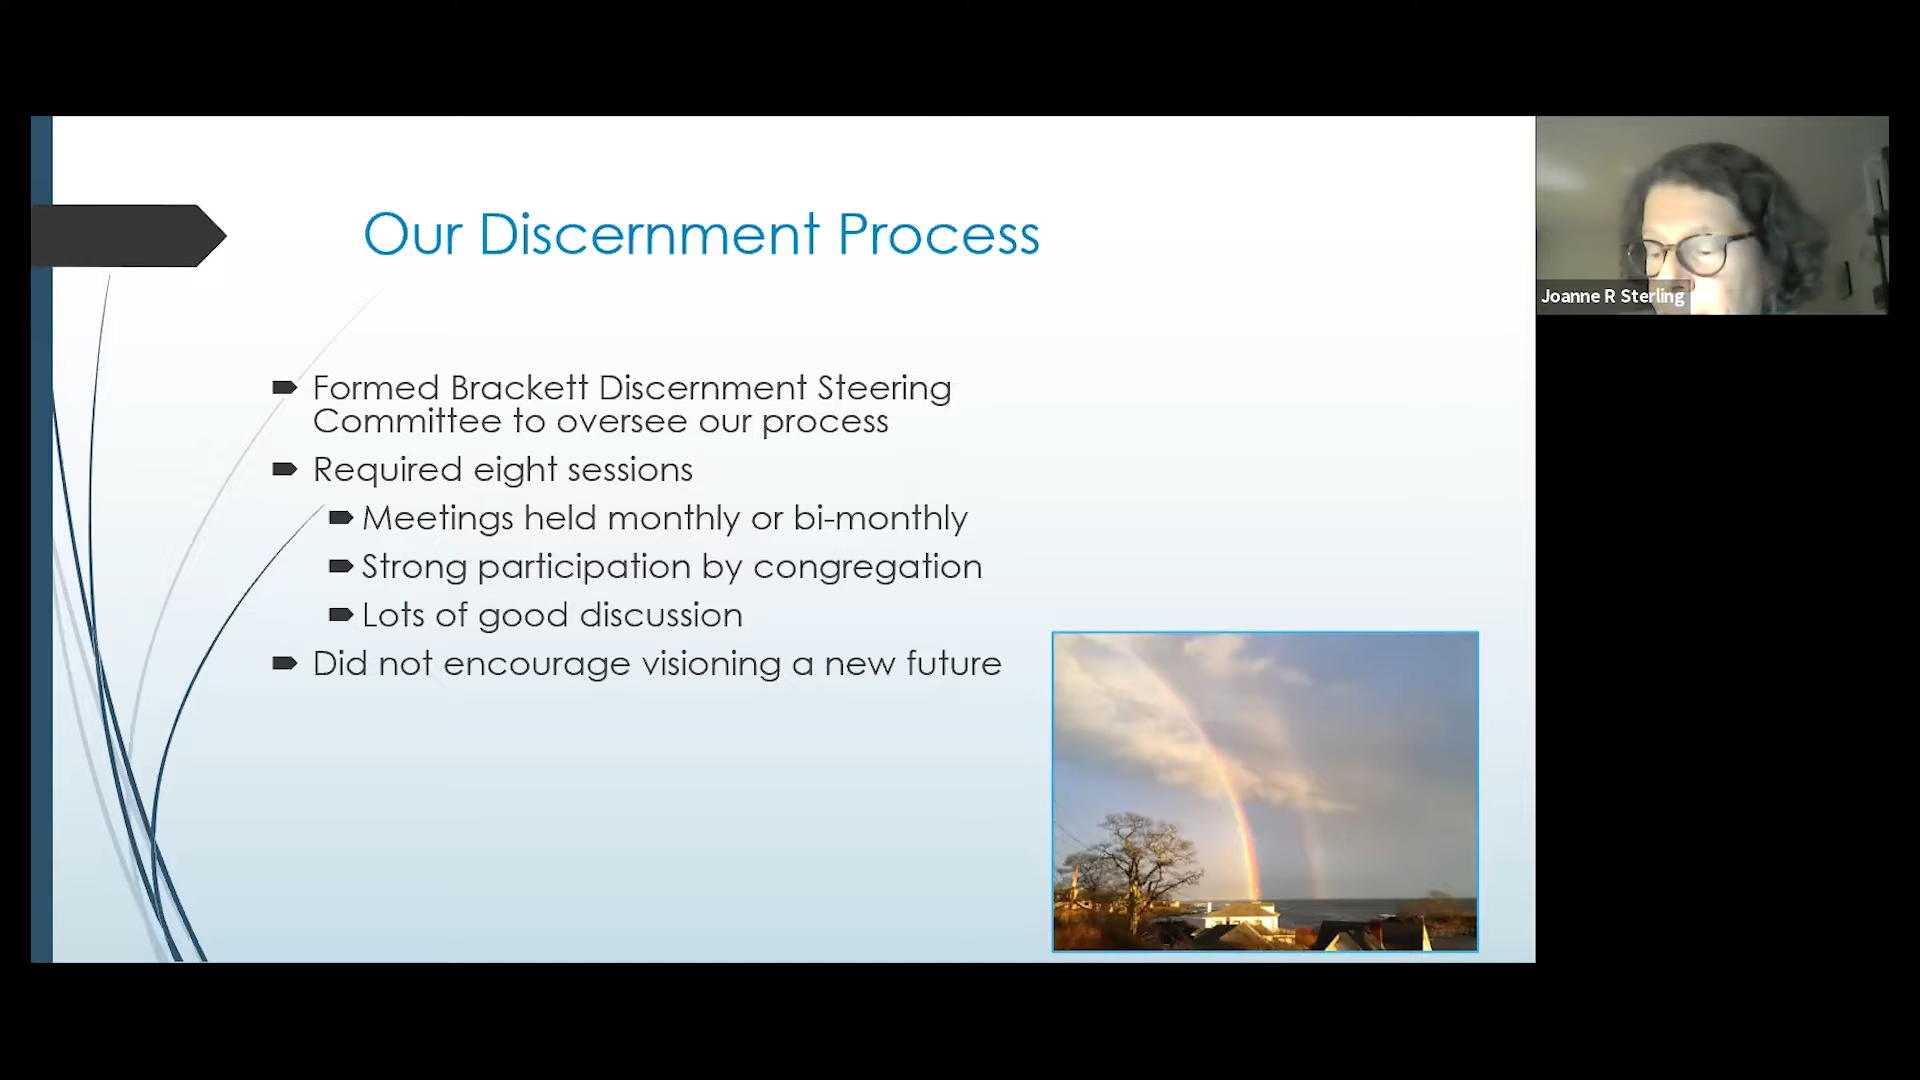 Our Discernment Process
Formed Brackett Discernment Steering
Committee to oversee our process
Required eight sessions
Meetings held monthly or bi-monthly
Strong participation by congregation
Lots of good discussion
Did not encourage visioning a new future
Joanne R Sterling